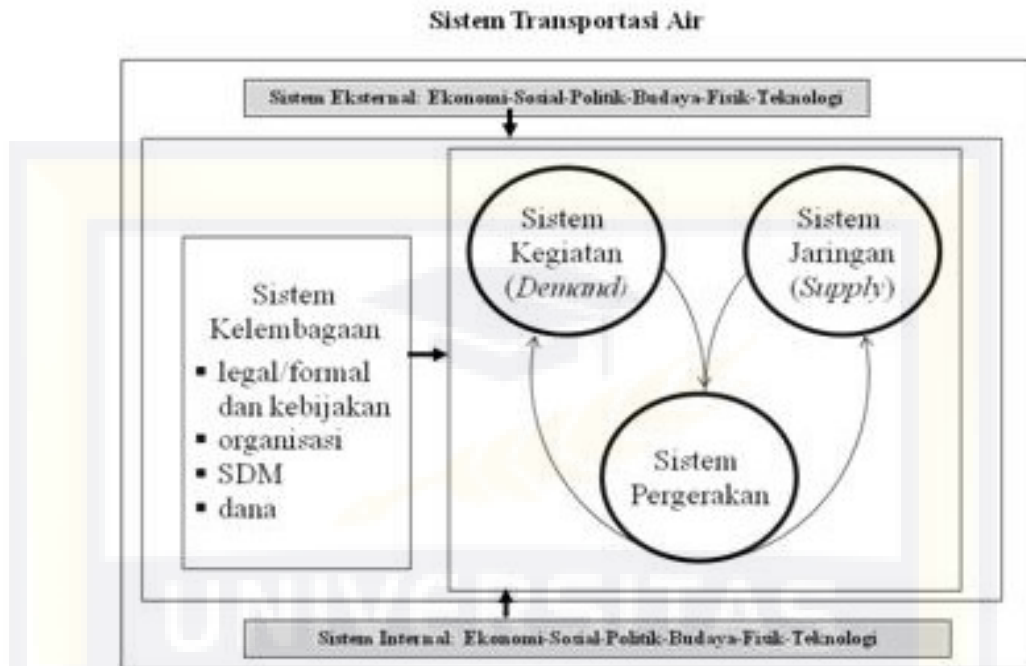 Sistem Transportasi Air
Sistem Eksternal: Ekonomi-Sosial-Politik-Budaya-Fisik-Teknologi
Sistem
Kelembagaan
▪ legal/formal
dan kebijakan
▪ organisasi
▪ SDM
▪ dana
Sistem
Kegiatan
(Demand)
Sistem
Jaringan
(Supply)
Sistem
Pergerakan
UNIVERSITAS
Sistem Internal: Ekonomi-Sosial-Politik-Budaya-Fisik-Teknologi